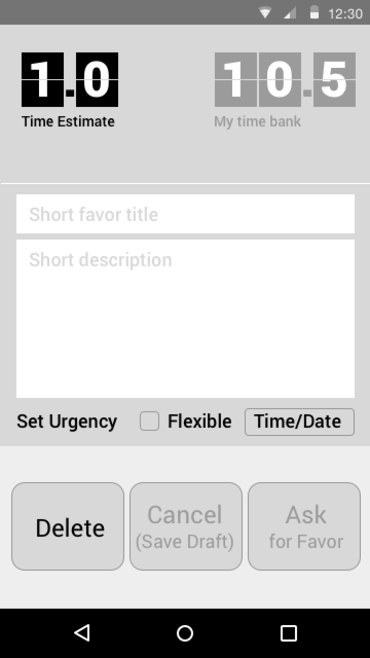 12:30
1.0 10.5
Time Estimate My time bank
Short favor title
Short description
Set Urgency Flexible Time/Date
Delete Cancel Ask
(Save Draft) for Favor